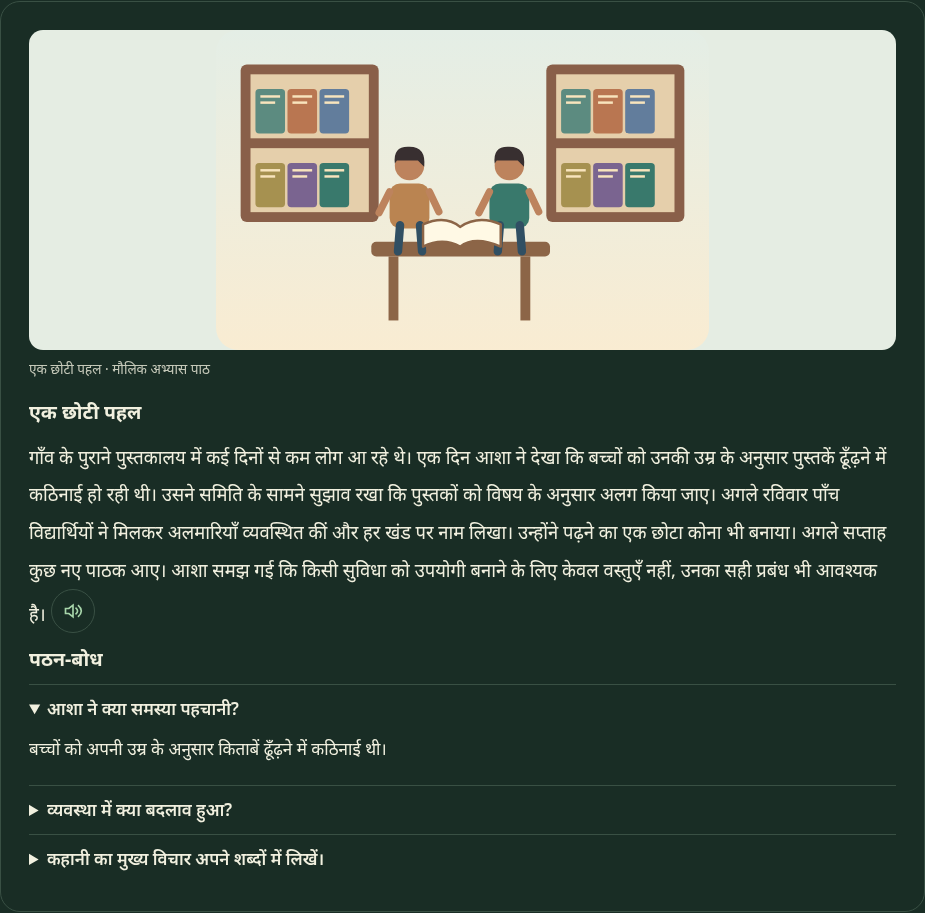 एक छोटी पहल · मौलिक अभ्यास पाठ
एक छोटी पहल
गाँव के पुराने पुस्तकालय में कई दिनों से कम लोग आ रहे थे। एक दिन आशा ने देखा कि बच्चों को उनकी उम्र के अनुसार पुस्तकें ढूँढ़ने में
कठिनाई हो रही थी। उसने समिति के सामने सुझाव रखा कि पुस्तकों को विषय के अनुसार अलग किया जाए। अगले रविवार पाँच
विद्यार्थियों ने मिलकर अलमारियाँ व्यवस्थित कीं और हर खंड पर नाम लिखा। उन्होंने पढ़ने का एक छोटा कोना भी बनाया। अगले सप्ताह
कुछ नए पाठक आए। आशा समझ गई कि किसी सुविधा को उपयोगी बनाने के लिए केवल वस्तुएँ नहीं, उनका सही प्रबंध भी आवश्यक
है।
पठन-बोध
आशा ने क्या समस्या पहचानी?
बच्चों को अपनी उम्र के अनुसार किताबें ढूँढ़ने में कठिनाई थी।
व्यवस्था में क्या बदलाव हुआ?
कहानी का मुख्य विचार अपने शब्दों में लिखें।